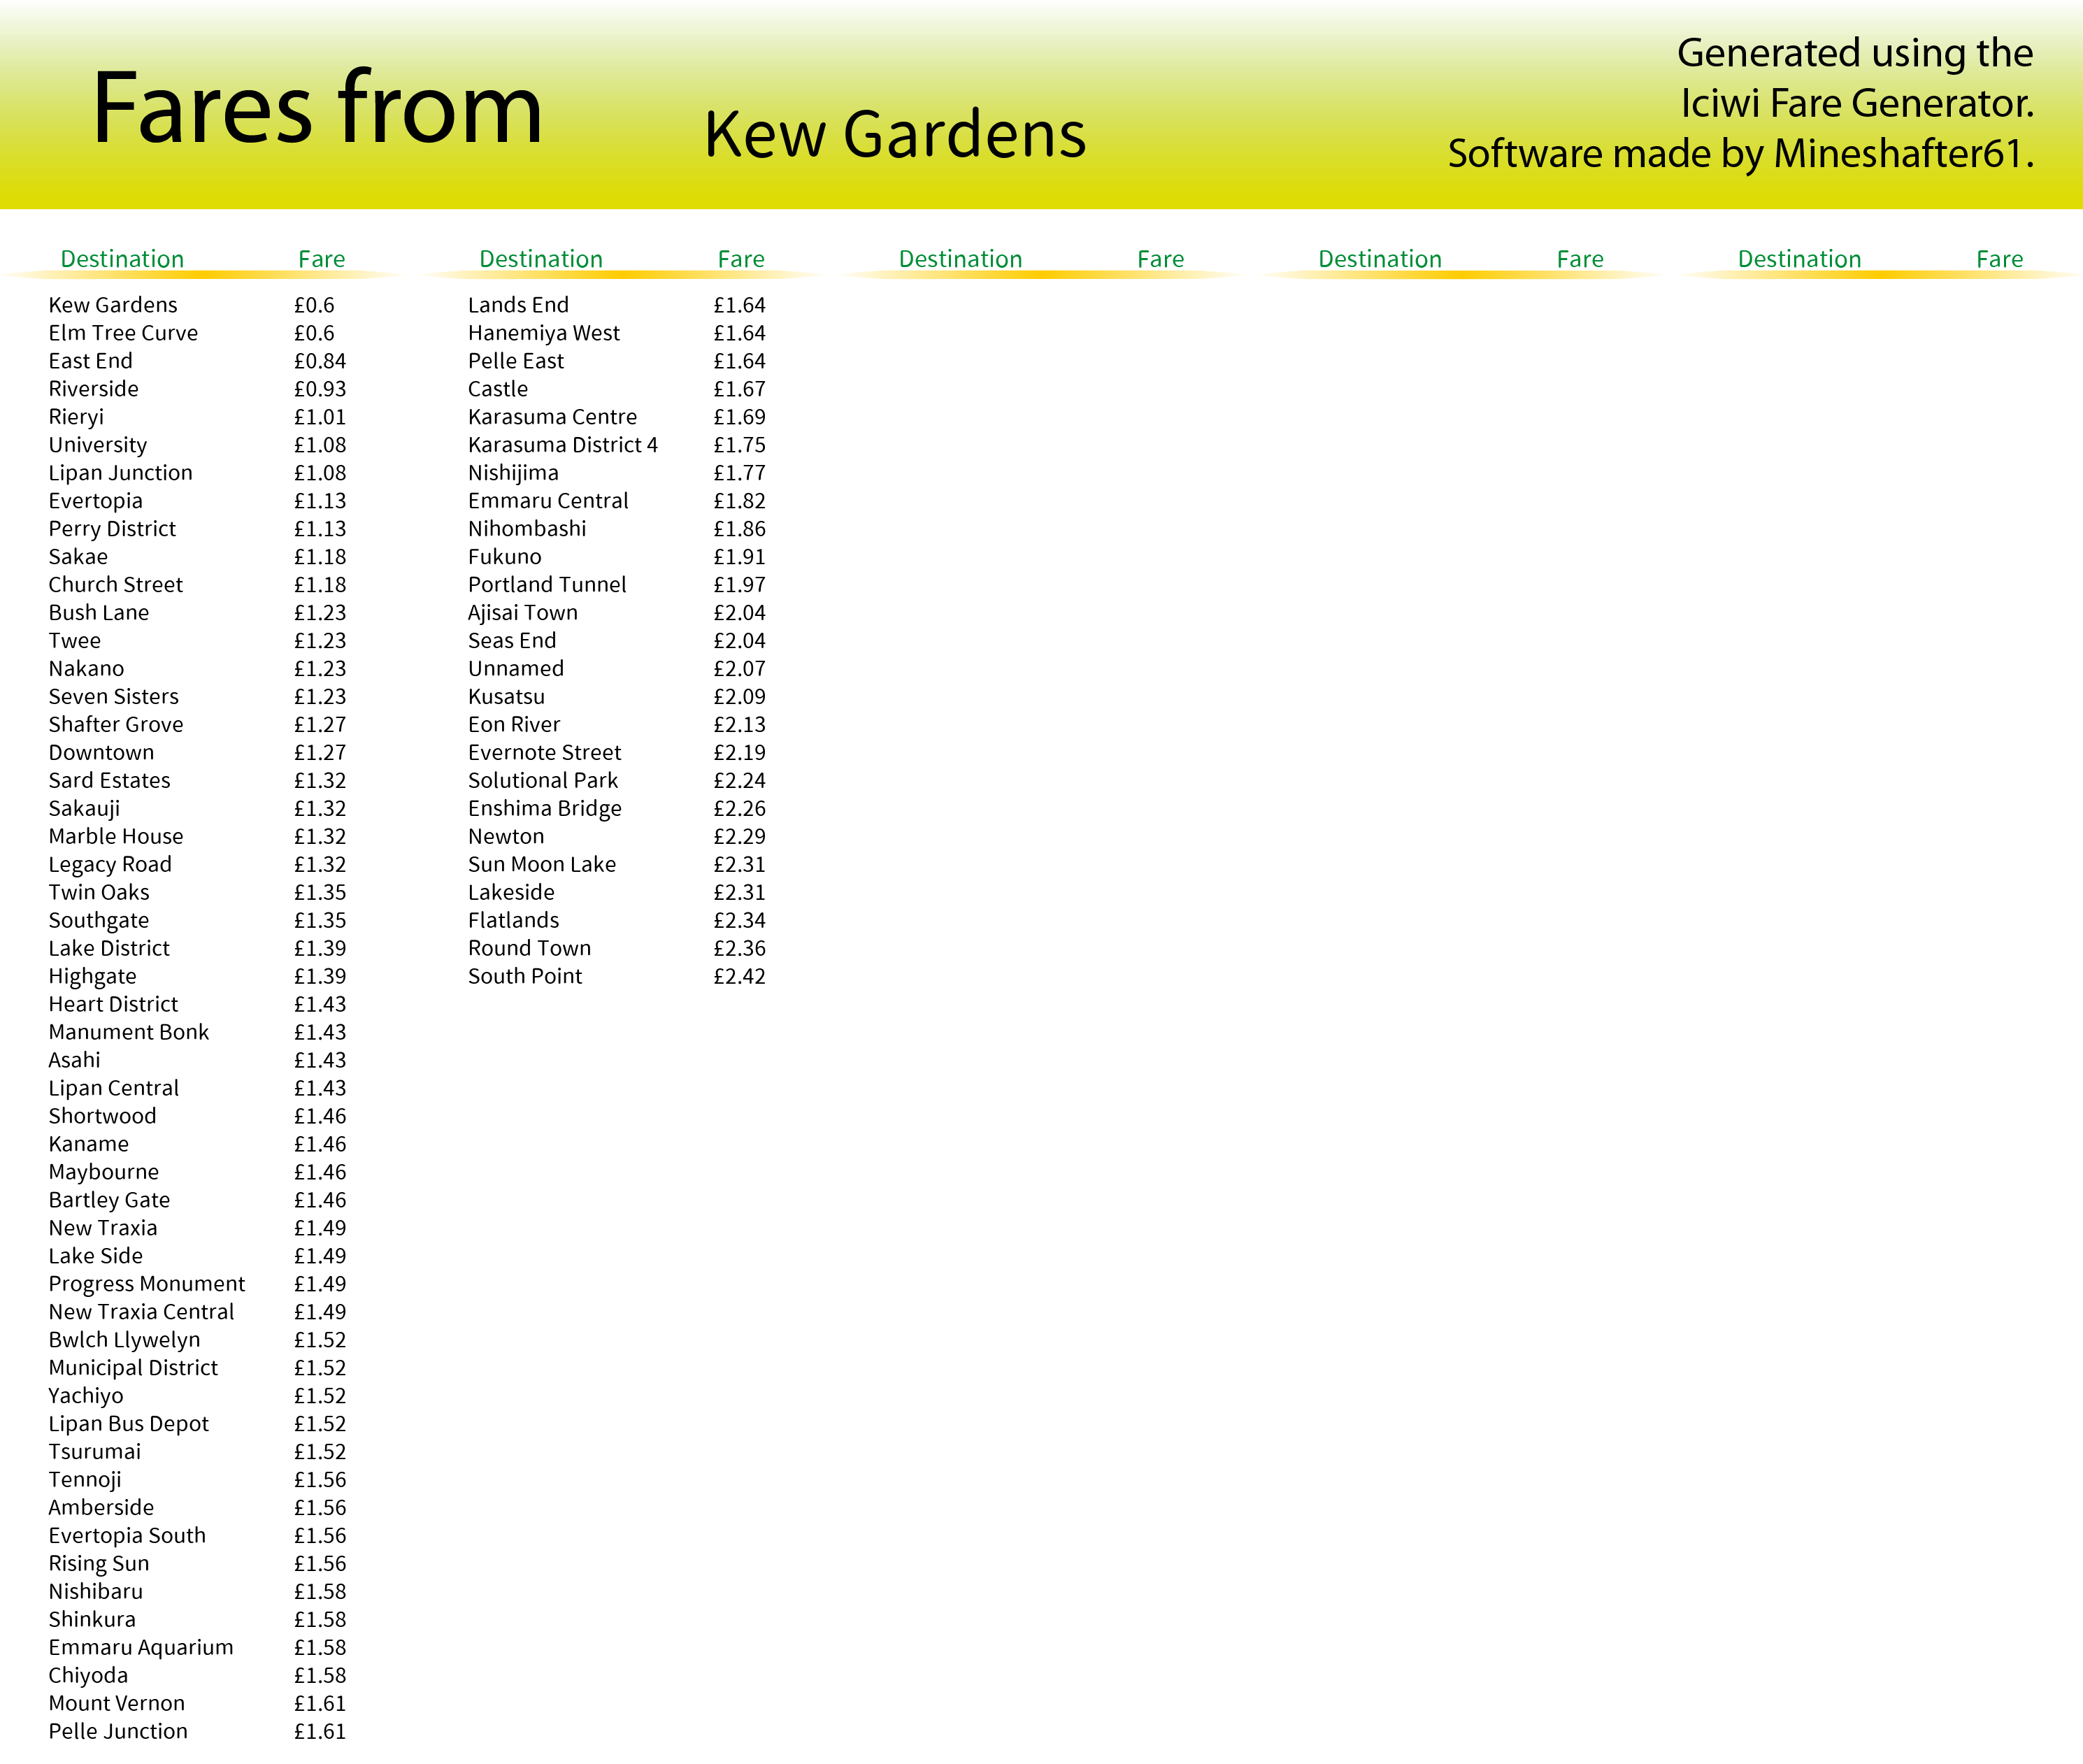 Fares from
Kew Gardens
Generated using the
Iciwi Fare Generator.
Software made by Mineshafter61.
Destination Fare Destination Fare Destination Fare Destination Fare Destination Fare
Kew Gardens £0.6
Elm Tree Curve £0.6
East End £0.84
Riverside £0.93
Rieryi £1.01
University £1.08
Lipan Junction £1.08
Evertopia £1.13
Perry District £1.13
Sakae £1.18
Church Street £1.18
Bush Lane £1.23
Twee £1.23
Nakano £1.23
Seven Sisters £1.23
Shafter Grove £1.27
Downtown £1.27
Sard Estates £1.32
Sakauji £1.32
Marble House £1.32
Legacy Road £1.32
Twin Oaks £1.35
Southgate £1.35
Lake District £1.39
Highgate £1.39
Heart District £1.43
Manument Bonk £1.43
Asahi £1.43
Lipan Central £1.43
Shortwood £1.46
Kaname £1.46
Maybourne £1.46
Bartley Gate £1.46
New Traxia £1.49
Lake Side £1.49
Progress Monument £1.49
New Traxia Central £1.49
Bwlch Llywelyn £1.52
Municipal District £1.52
Yachiyo £1.52
Lipan Bus Depot £1.52
Tsurumai £1.52
Tennoji £1.56
Amberside £1.56
Evertopia South £1.56
Rising Sun £1.56
Nishibaru £1.58
Shinkura £1.58
Emmaru Aquarium £1.58
Chiyoda £1.58
Mount Vernon £1.61
Pelle Junction £1.61
Lands End £1.64
Hanemiya West £1.64
Pelle East £1.64
Castle £1.67
Karasuma Centre £1.69
Karasuma District 4 £1.75
Nishijima £1.77
Emmaru Central £1.82
Nihombashi £1.86
Fukuno £1.91
Portland Tunnel £1.97
Ajisai Town £2.04
Seas End £2.04
Unnamed £2.07
Kusatsu £2.09
Eon River £2.13
Evernote Street £2.19
Solutional Park £2.24
Enshima Bridge £2.26
Newton £2.29
Sun Moon Lake £2.31
Lakeside £2.31
Flatlands £2.34
Round Town £2.36
South Point £2.42